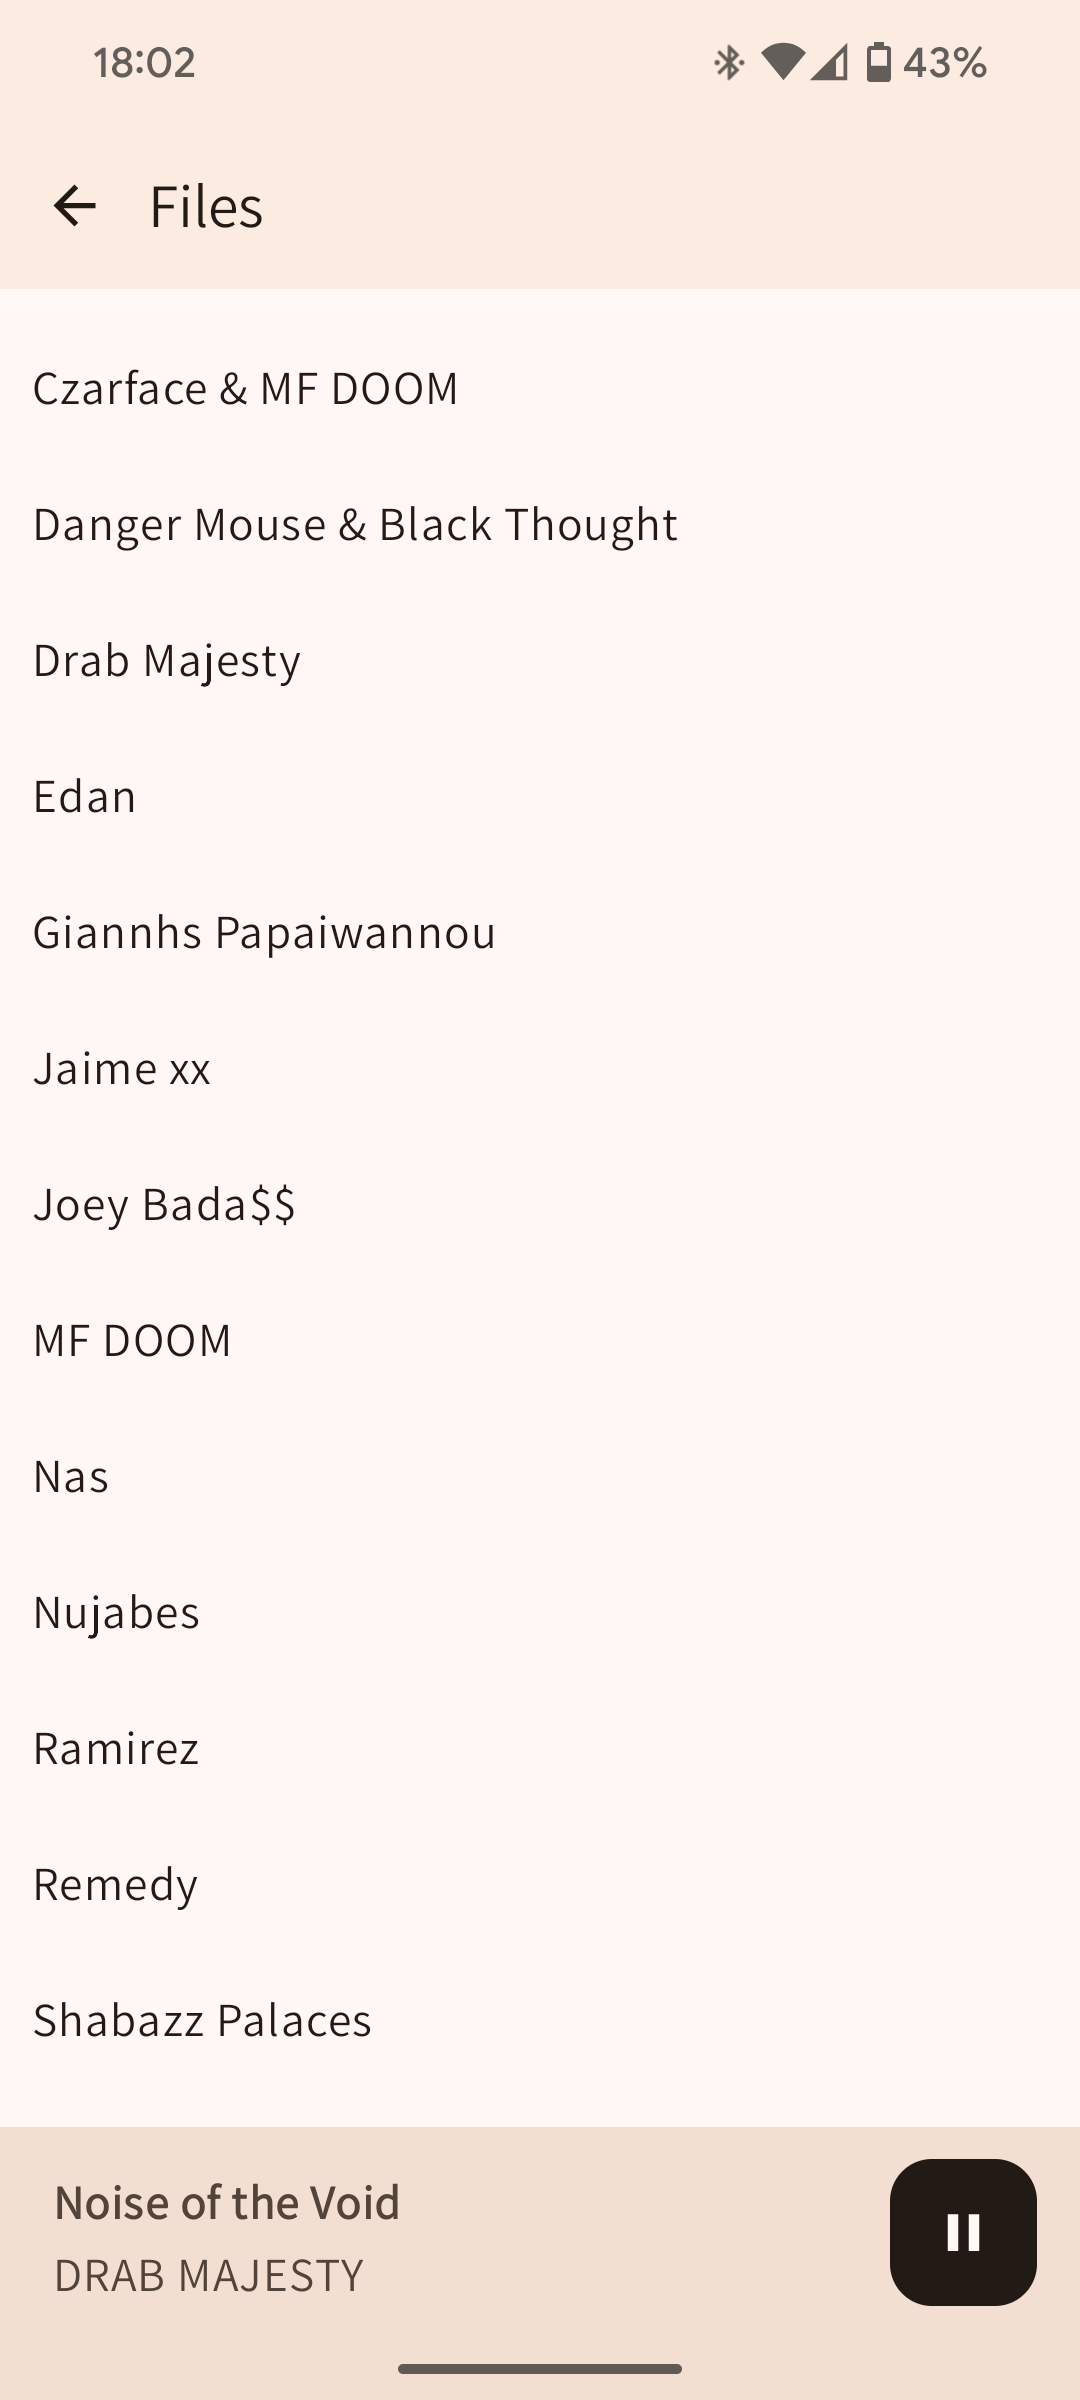 18:02
43%
Files
Czarface & MF DOOM
Danger Mouse & Black Thought
Drab Majesty
Edan
Giannhs Papaiwannou
Jaime xx
Joey Bada$$
MF DOOM
Nas
Nujabes
Ramirez
Remedy
Shabazz Palaces
Noise of the Void
DRAB MAJESTY